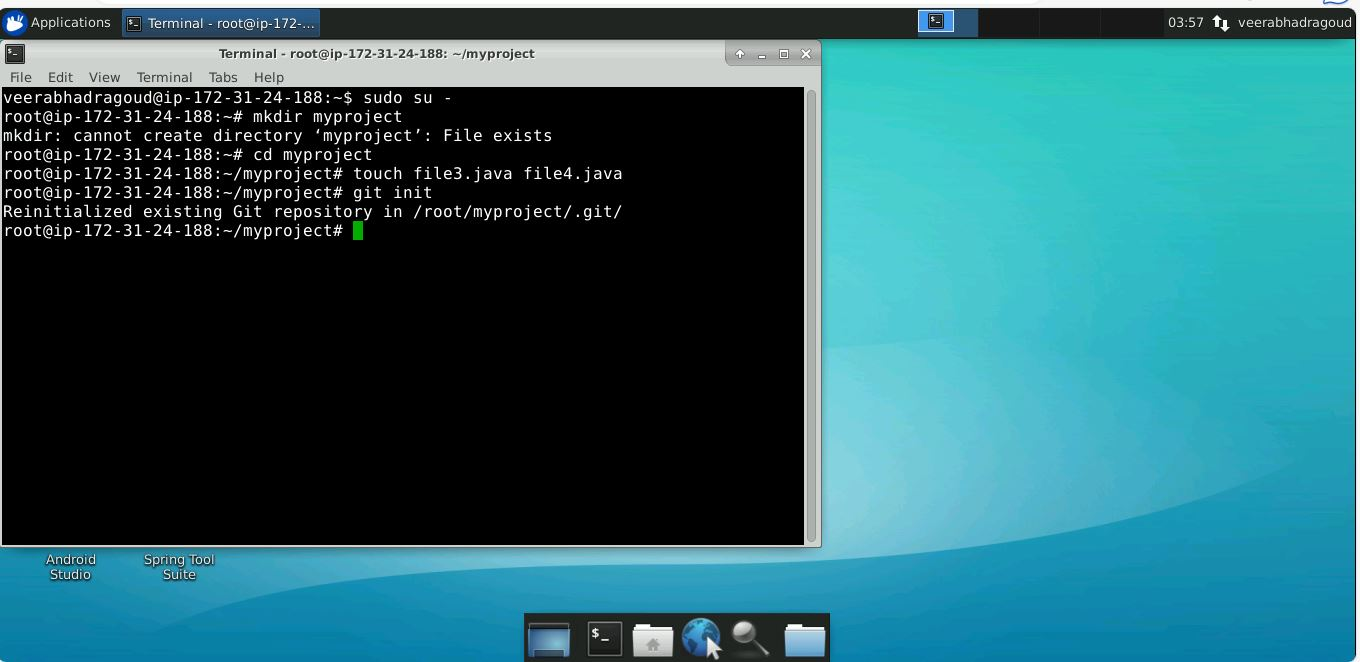 Applications
Terminal - root@ip-172-...
03:57
veerabhadragoud
Terminal - root@ip-172-31-24-188: ~/myproject
File Edit View Terminal Tabs Help
veerabhadragoud@ip-172-31-24-188:~$ sudo su -
root@ip-172-31-24-188:~# mkdir myproject
mkdir: cannot create directory ‘myproject’: File exists
root@ip-172-31-24-188:~# cd myproject
root@ip-172-31-24-188:~/myproject# touch file3.java file4.java
root@ip-172-31-24-188:~/myproject# git init
Reinitialized existing Git repository in /root/myproject/.git/
root@ip-172-31-24-188:~/myproject#
Android
Studio
Spring Tool
Suite